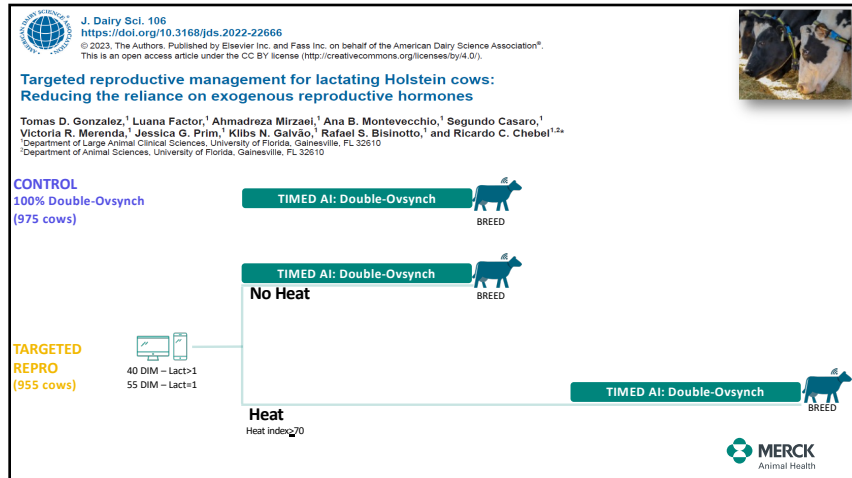 J. Dairy Sci. 106
https://doi.org/10.3168/jds.2022-22666
© 2023, The Authors. Published by Elsevier Inc. and Fass Inc. on behalf of the American Dairy Science Association®.
This is an open access article under the CC BY license (http://creativecommons.org/licenses/by/4.0/).
Targeted reproductive management for lactating Holstein cows:
Reducing the reliance on exogenous reproductive hormones
Tomas D. Gonzalez,¹ Luana Factor,¹ Ahmadreza Mirzaei,¹ Ana B. Montevecchio,¹ Segundo Casaro,¹
Victoria R. Merenda,¹ Jessica G. Prim,¹ Klibs N. Galvão,¹ Rafael S. Bisinotto,¹ and Ricardo C. Chebel¹,²*
¹Department of Large Animal Clinical Sciences, University of Florida, Gainesville, FL 32610
²Department of Animal Sciences, University of Florida, Gainesville, FL 32610
CONTROL
100% Double-Ovsynch
(975 cows)
TIMED AI: Double-Ovsynch
BREED
TIMED AI: Double-Ovsynch
No Heat
BREED
TARGETED
REPRO
(955 cows)
40 DIM – Lact>1
55 DIM – Lact=1
TIMED AI: Double-Ovsynch
BREED
Heat
Heat index≥70
MERCK
Animal Health